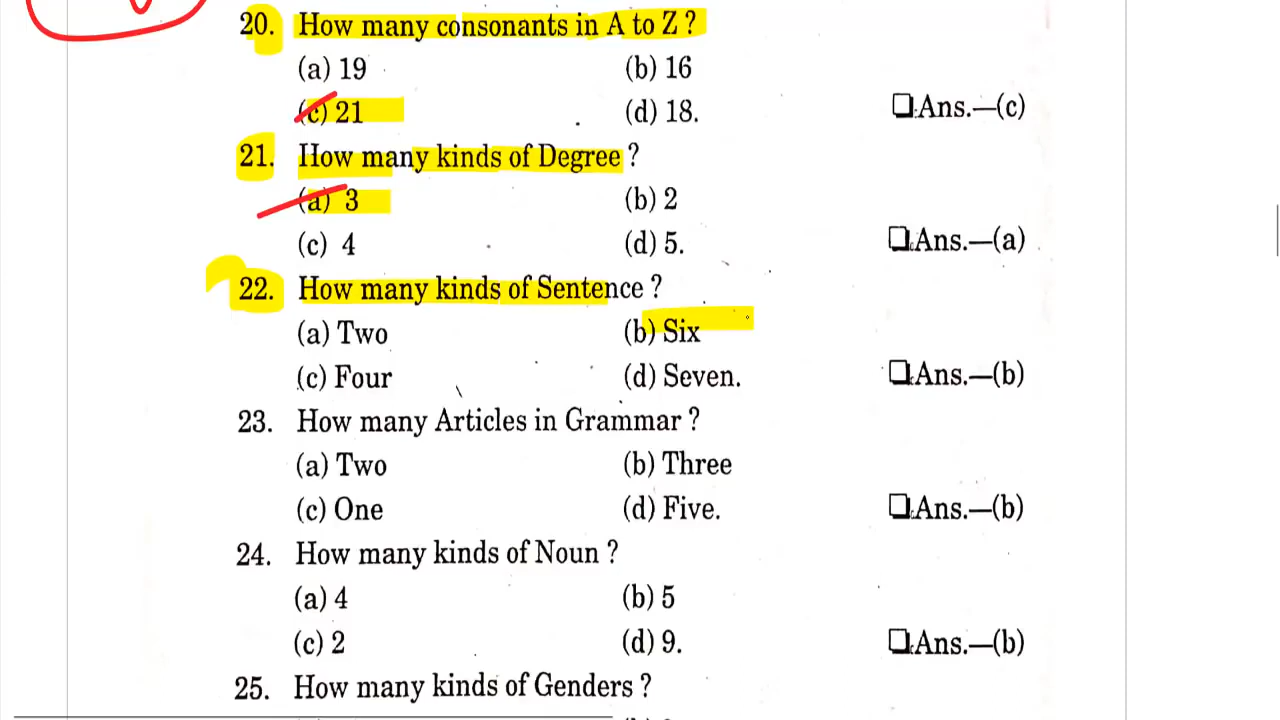 20. How many consonants in A to Z ?
(a) 19 (b) 16
(c) 21 (d) 18. ❑Ans.—(c)
21. How many kinds of Degree ?
(a) 3 (b) 2
(c) 4 (d) 5. ❑Ans.—(a)
22. How many kinds of Sentence ?
(a) Two (b) Six
(c) Four (d) Seven. ❑Ans.—(b)
23. How many Articles in Grammar ?
(a) Two (b) Three
(c) One (d) Five. ❑Ans.—(b)
24. How many kinds of Noun ?
(a) 4 (b) 5
(c) 2 (d) 9. ❑Ans.—(b)
25. How many kinds of Genders ?